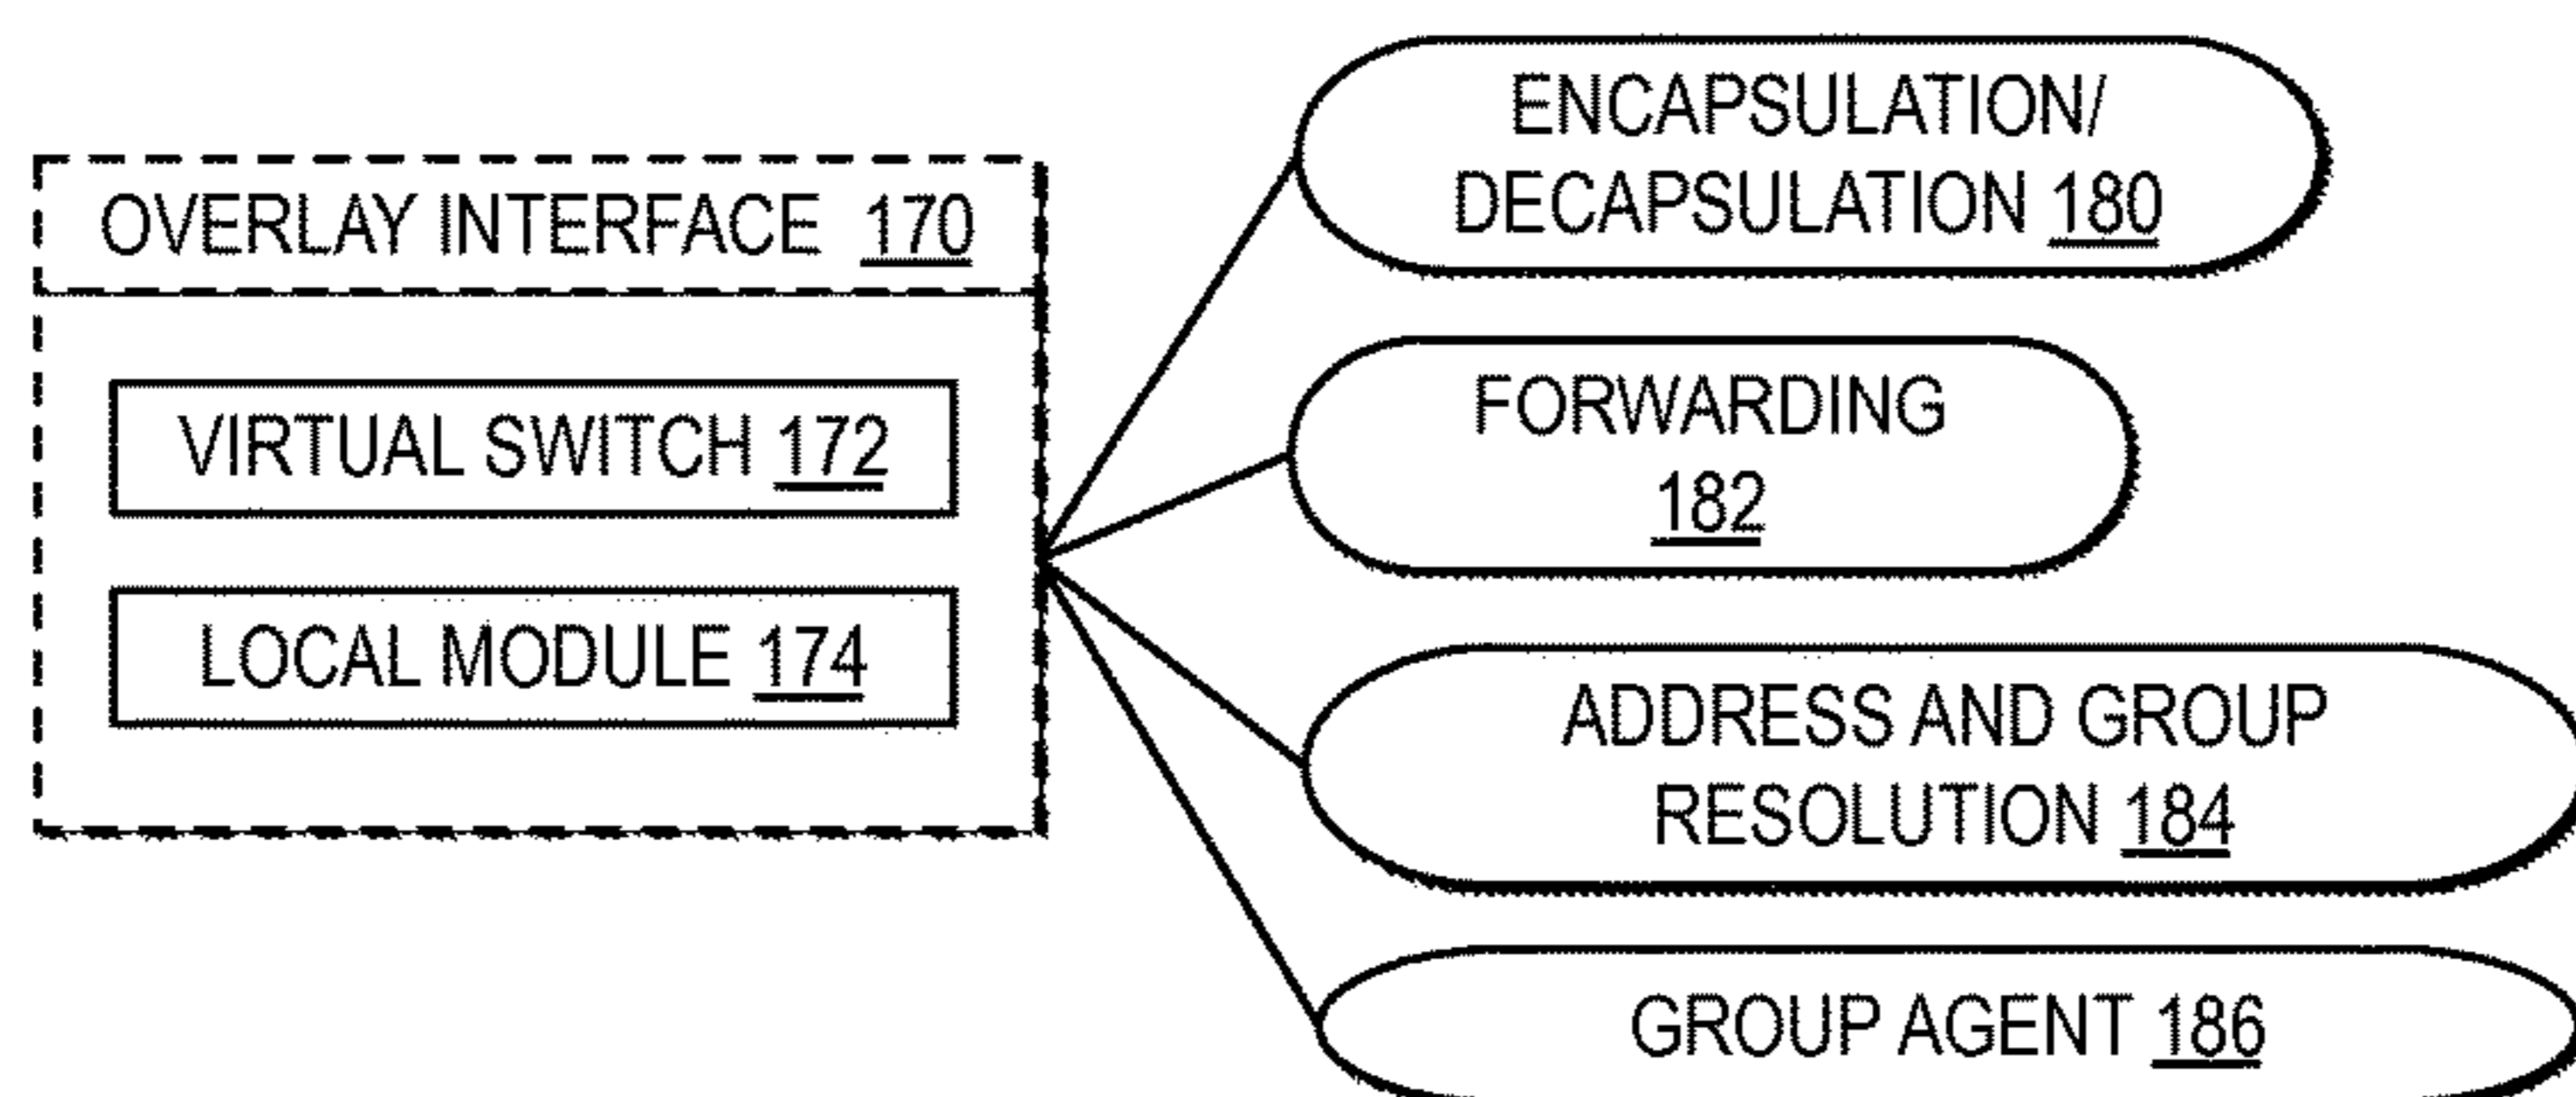 OVERLAY INTERFACE 170
VIRTUAL SWITCH 172
LOCAL MODULE 174
ENCAPSULATION/
DECAPSULATION 180
FORWARDING
182
ADDRESS AND GROUP
RESOLUTION 184
GROUP AGENT 186